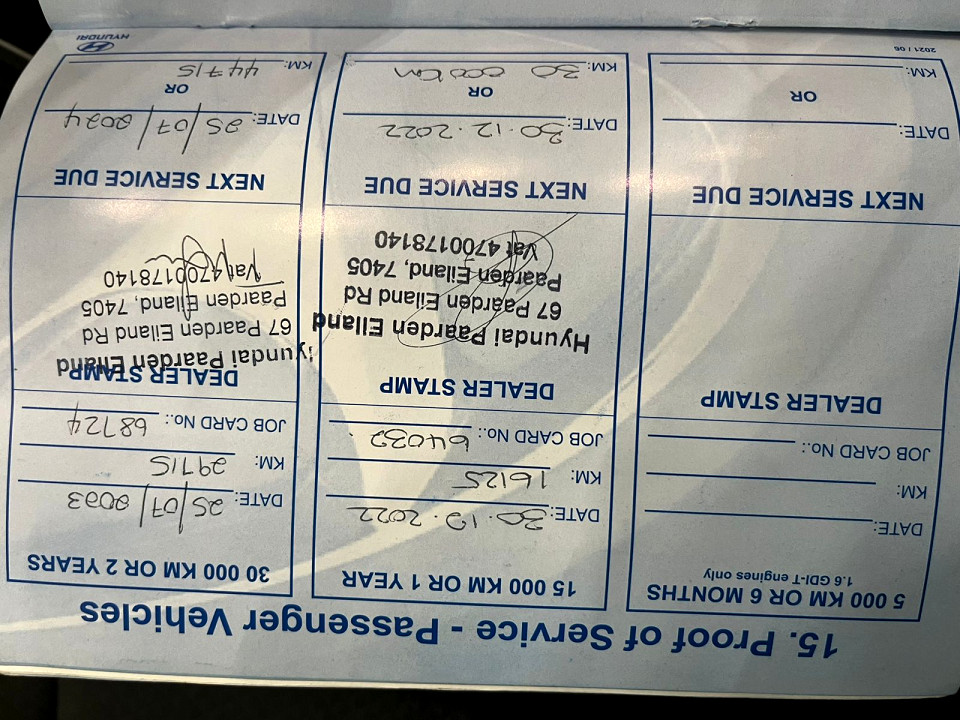 15. Proof of Service - Passenger Vehicles
5 000 KM OR 6 MONTHS
1.6 GDI-T engines only
DATE:
KM:
JOB CARD No.:
DEALER STAMP
NEXT SERVICE DUE
DATE:
OR
KM:
15 000 KM OR 1 YEAR
DATE: 30.12.2022
KM: 16125
JOB CARD No.: 64032
DEALER STAMP
Hyundai Paarden Eiland
67 Paarden Eiland Rd
Paarden Eiland, 7405
Vat 4700178140
NEXT SERVICE DUE
DATE: 30.12.2022
OR
KM: 30 000km
30 000 KM OR 2 YEARS
DATE: 25/07/2023
KM: 29715
JOB CARD No.: 68724
DEALER STAMP
Hyundai Paarden Eiland
67 Paarden Eiland Rd
Paarden Eiland, 7405
Vat 4700178140
NEXT SERVICE DUE
DATE: 25/07/2024
OR
KM: 44715
2021 / 06
HYUNDAI